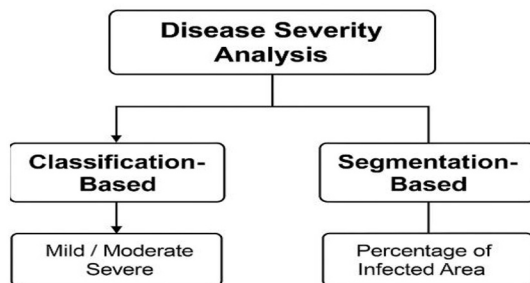 Disease Severity
Analysis
Classification-
Based
Segmentation-
Based
Mild / Moderate
Severe
Percentage of
Infected Area